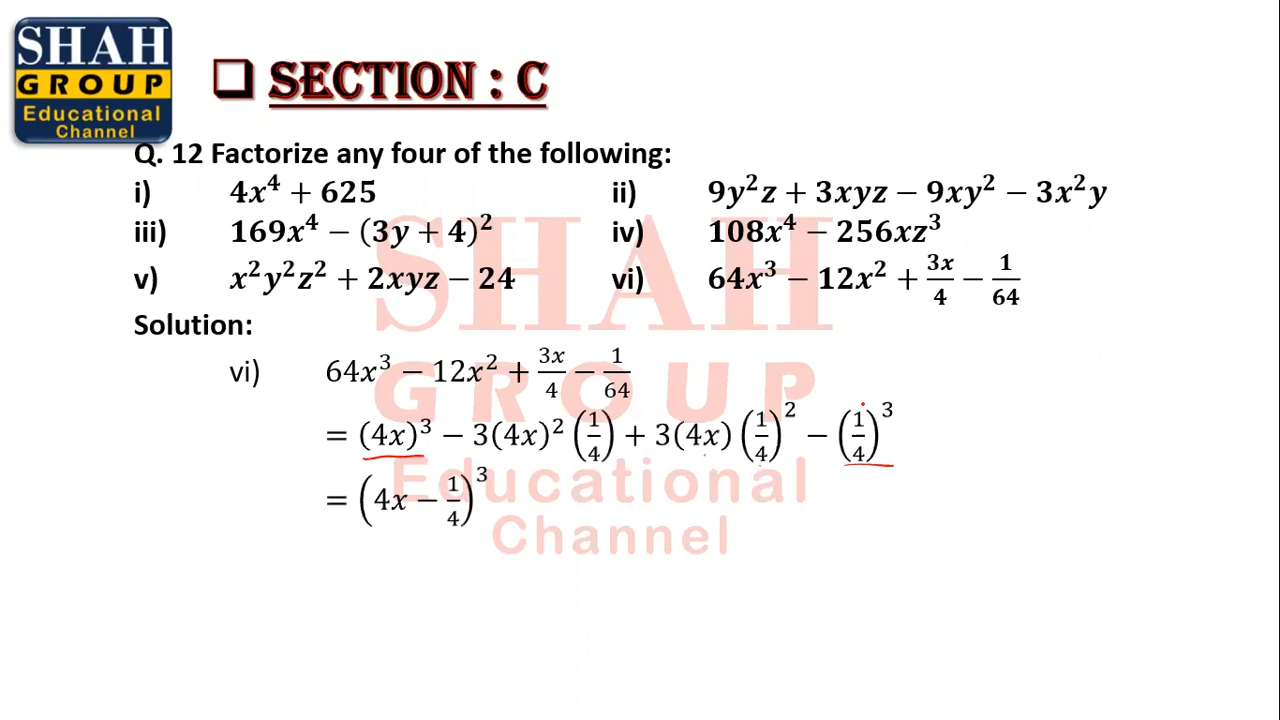 SHAH
GROUP
Educational
Channel
❑ SECTION : C
Q. 12 Factorize any four of the following:
i) 4x⁴ + 625 ii) 9y²z + 3xyz − 9xy² − 3x²y
iii) 169x⁴ − (3y + 4)² iv) 108x⁴ − 256xz³
v) x²y²z² + 2xyz − 24 vi) 64x³ − 12x² + 3x/4 − 1/64
Solution:
vi) 64x³ − 12x² + 3x/4 − 1/64
= (4x)³ − 3(4x)² (1/4) + 3(4x) (1/4)² − (1/4)³
= (4x − 1/4)³
SHAH
GROUP
Educational
Channel